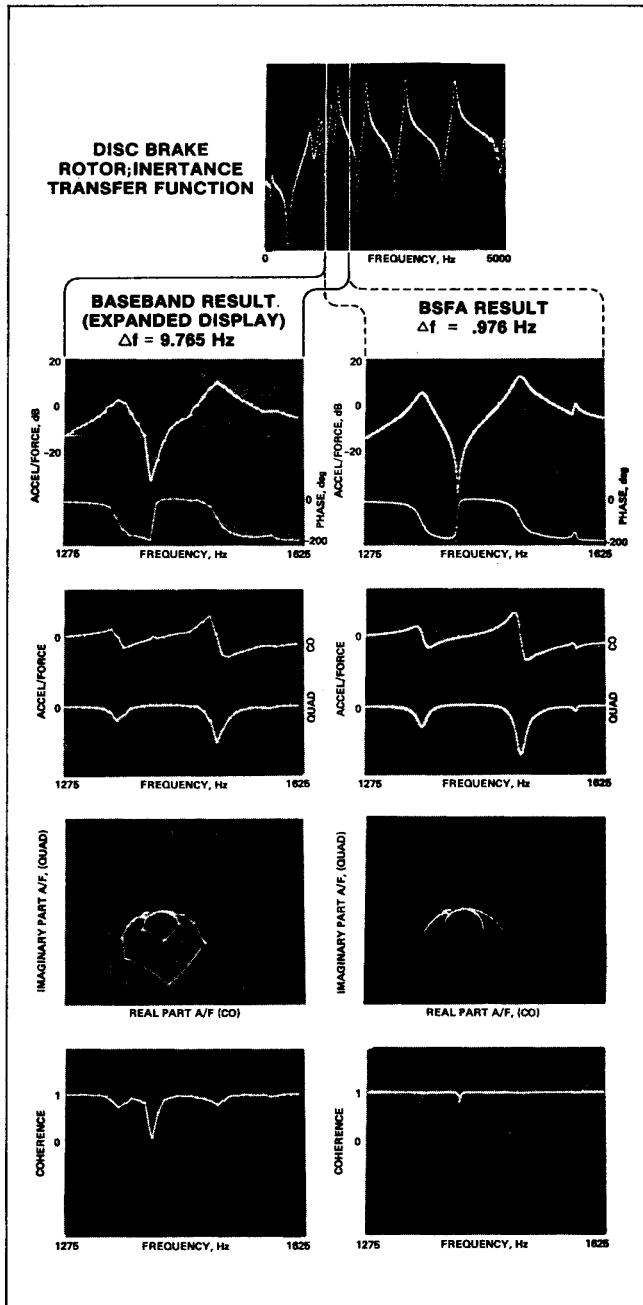 DISC BRAKE
ROTOR;INERTANCE
TRANSFER FUNCTION
0 FREQUENCY, Hz 5000
BASEBAND RESULT.
(EXPANDED DISPLAY)
Δf = 9.765 Hz
BSFA RESULT
Δf = .976 Hz
ACCEL/FORCE, dB
20
0
-20
PHASE, deg
0
-200
1275 FREQUENCY, Hz 1625
ACCEL/FORCE, dB
20
0
-20
PHASE, deg
0
-200
1275 FREQUENCY, Hz 1625
ACCEL/FORCE
0
0
CO
QUAD
1275 FREQUENCY, Hz 1625
ACCEL/FORCE
0
0
CO
QUAD
1275 FREQUENCY, Hz 1625
IMAGINARY PART A/F, (QUAD)
REAL PART A/F (CO)
IMAGINARY PART A/F, (QUAD)
REAL PART A/F, (CO)
COHERENCE
1
0
1275 FREQUENCY, Hz 1625
COHERENCE
1
0
1275 FREQUENCY, Hz 1625